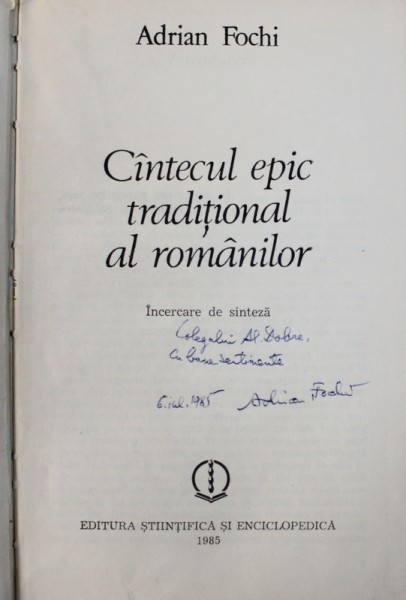 Adrian Fochi
Cîntecul epic
tradițional
al românilor
Încercare de sinteză
Colegului Al. Dobre,
Cu bune sentimente
6.iul.1985 Adrian Fochi
EDITURA ȘTIINȚIFICĂ ȘI ENCICLOPEDICĂ
1985